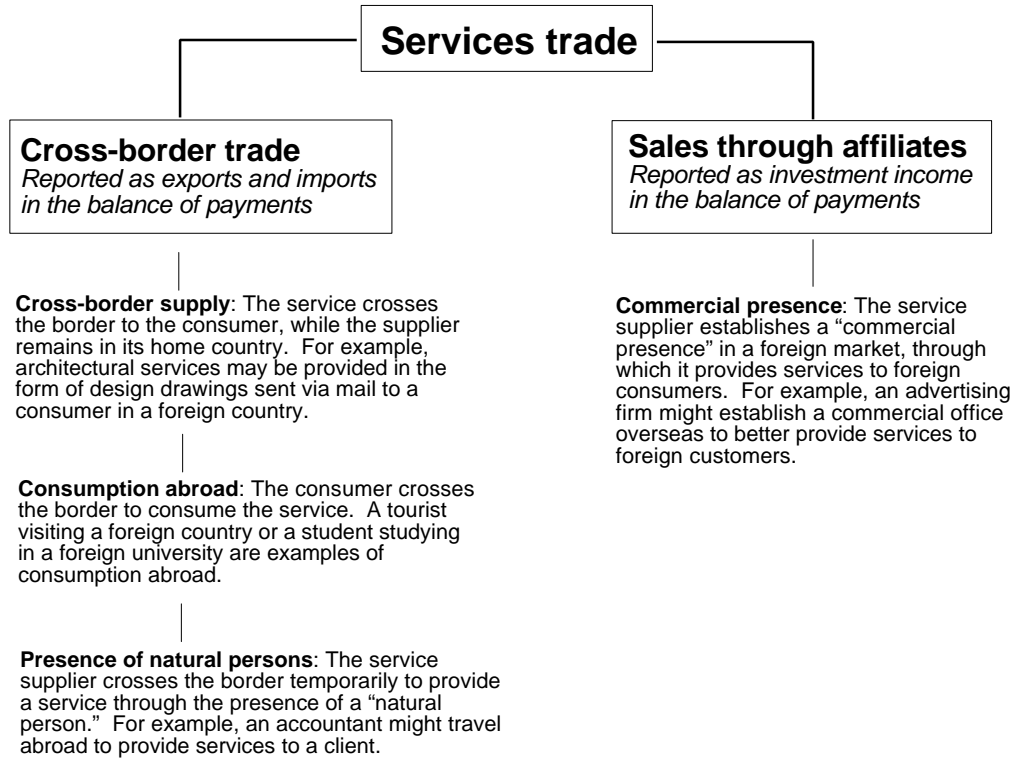 Services trade
Cross-border trade
Reported as exports and imports
in the balance of payments
Cross-border supply: The service crosses
the border to the consumer, while the supplier
remains in its home country.  For example,
architectural services may be provided in the
form of design drawings sent via mail to a
consumer in a foreign country.
Consumption abroad: The consumer crosses
the border to consume the service.  A tourist
visiting a foreign country or a student studying
in a foreign university are examples of
consumption abroad.
Presence of natural persons: The service
supplier crosses the border temporarily to provide
a service through the presence of a “natural
person.”  For example, an accountant might travel
abroad to provide services to a client.
Sales through affiliates
Reported as investment income
in the balance of payments
Commercial presence: The service
supplier establishes a “commercial
presence” in a foreign market, through
which it provides services to foreign
consumers.  For example, an advertising
firm might establish a commercial office
overseas to better provide services to
foreign customers.